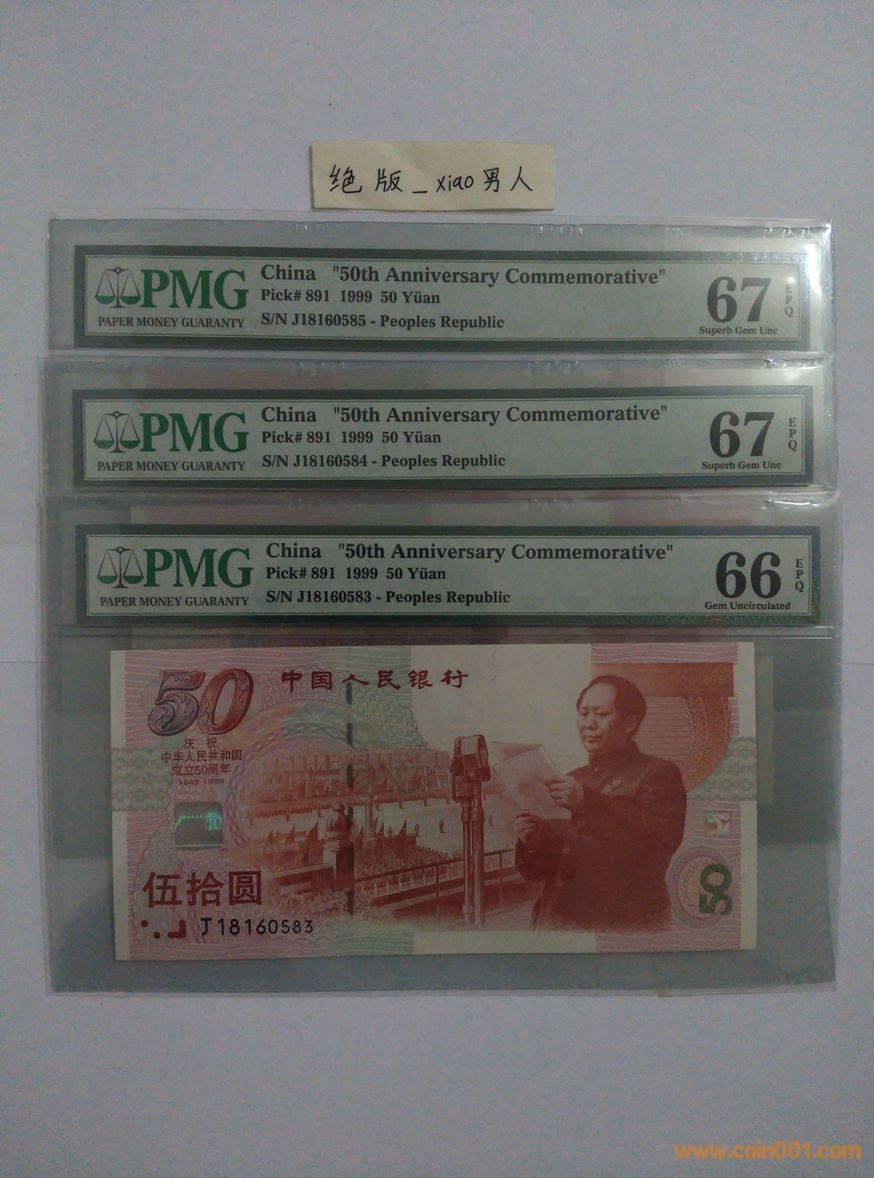 绝版_xiao男人
PMG
PAPER MONEY GUARANTY
China "50th Anniversary Commemorative"
Pick# 891 1999 50 Yüan
S/N J18160585 - Peoples Republic
67
Superb Gem Unc
EPQ
PMG
PAPER MONEY GUARANTY
China "50th Anniversary Commemorative"
Pick# 891 1999 50 Yüan
S/N J18160584 - Peoples Republic
67
Superb Gem Unc
EPQ
PMG
PAPER MONEY GUARANTY
China "50th Anniversary Commemorative"
Pick# 891 1999 50 Yüan
S/N J18160583 - Peoples Republic
66
Gem Uncirculated
EPQ
50
中国人民银行
庆祝
中华人民共和国
成立50周年
1949-1999
伍拾圆
J18160583
50
www.coin001.com